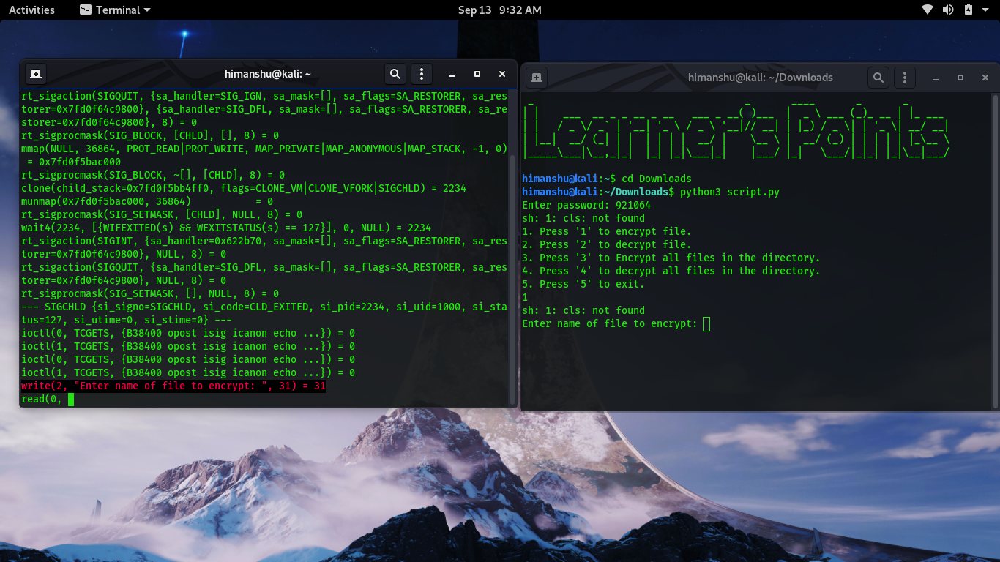 Activities
Terminal
Sep 13 9:32 AM
himanshu@kali: ~
rt_sigaction(SIGQUIT, {sa_handler=SIG_IGN, sa_mask=[], sa_flags=SA_RESTORER, sa_res
torer=0x7fd0f64c9800}, {sa_handler=SIG_DFL, sa_mask=[], sa_flags=SA_RESTORER, sa_re
storer=0x7fd0f64c9800}, 8) = 0
rt_sigprocmask(SIG_BLOCK, [CHLD], [], 8) = 0
mmap(NULL, 36864, PROT_READ|PROT_WRITE, MAP_PRIVATE|MAP_ANONYMOUS|MAP_STACK, -1, 0)
= 0x7fd0f5bac000
rt_sigprocmask(SIG_BLOCK, ~[], [CHLD], 8) = 0
clone(child_stack=0x7fd0f5bb4ff0, flags=CLONE_VM|CLONE_VFORK|SIGCHLD) = 2234
munmap(0x7fd0f5bac000, 36864) = 0
rt_sigprocmask(SIG_SETMASK, [CHLD], NULL, 8) = 0
wait4(2234, [{WIFEXITED(s) && WEXITSTATUS(s) == 127}], 0, NULL) = 2234
rt_sigaction(SIGINT, {sa_handler=0x622b70, sa_mask=[], sa_flags=SA_RESTORER, sa_res
torer=0x7fd0f64c9800}, NULL, 8) = 0
rt_sigaction(SIGQUIT, {sa_handler=SIG_DFL, sa_mask=[], sa_flags=SA_RESTORER, sa_res
torer=0x7fd0f64c9800}, NULL, 8) = 0
rt_sigprocmask(SIG_SETMASK, [], NULL, 8) = 0
--- SIGCHLD {si_signo=SIGCHLD, si_code=CLD_EXITED, si_pid=2234, si_uid=1000, si_sta
tus=127, si_utime=0, si_stime=0} ---
ioctl(0, TCGETS, {B38400 opost isig icanon echo ...}) = 0
ioctl(1, TCGETS, {B38400 opost isig icanon echo ...}) = 0
ioctl(0, TCGETS, {B38400 opost isig icanon echo ...}) = 0
ioctl(1, TCGETS, {B38400 opost isig icanon echo ...}) = 0
write(2, "Enter name of file to encrypt: ", 31) = 31
read(0,
himanshu@kali: ~/Downloads
Learner'sPoints
himanshu@kali:~$ cd Downloads
himanshu@kali:~/Downloads$ python3 script.py
Enter password: 921064
sh: 1: cls: not found
1. Press '1' to encrypt file.
2. Press '2' to decrypt file.
3. Press '3' to Encrypt all files in the directory.
4. Press '4' to decrypt all files in the directory.
5. Press '5' to exit.
1
sh: 1: cls: not found
Enter name of file to encrypt: